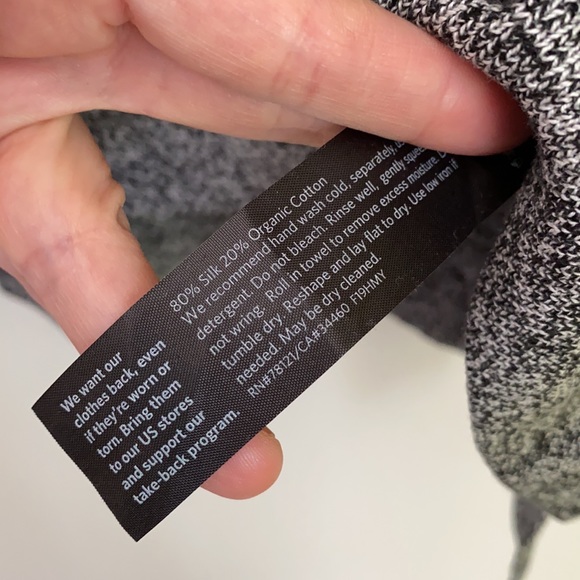 80% Silk 20% Organic Cotton
We recommend hand wash cold, separately,
detergent. Do not bleach. Rinse well, gently
not wring. Roll in towel to remove excess moisture.
tumble dry. Reshape and lay flat to dry. Use low iron if
needed. May be dry cleaned.
RN#78121/CA#34460 F19HMY
We want our
clothes back, even
if they're worn or
torn. Bring them
to our US stores
and support our
take-back program.